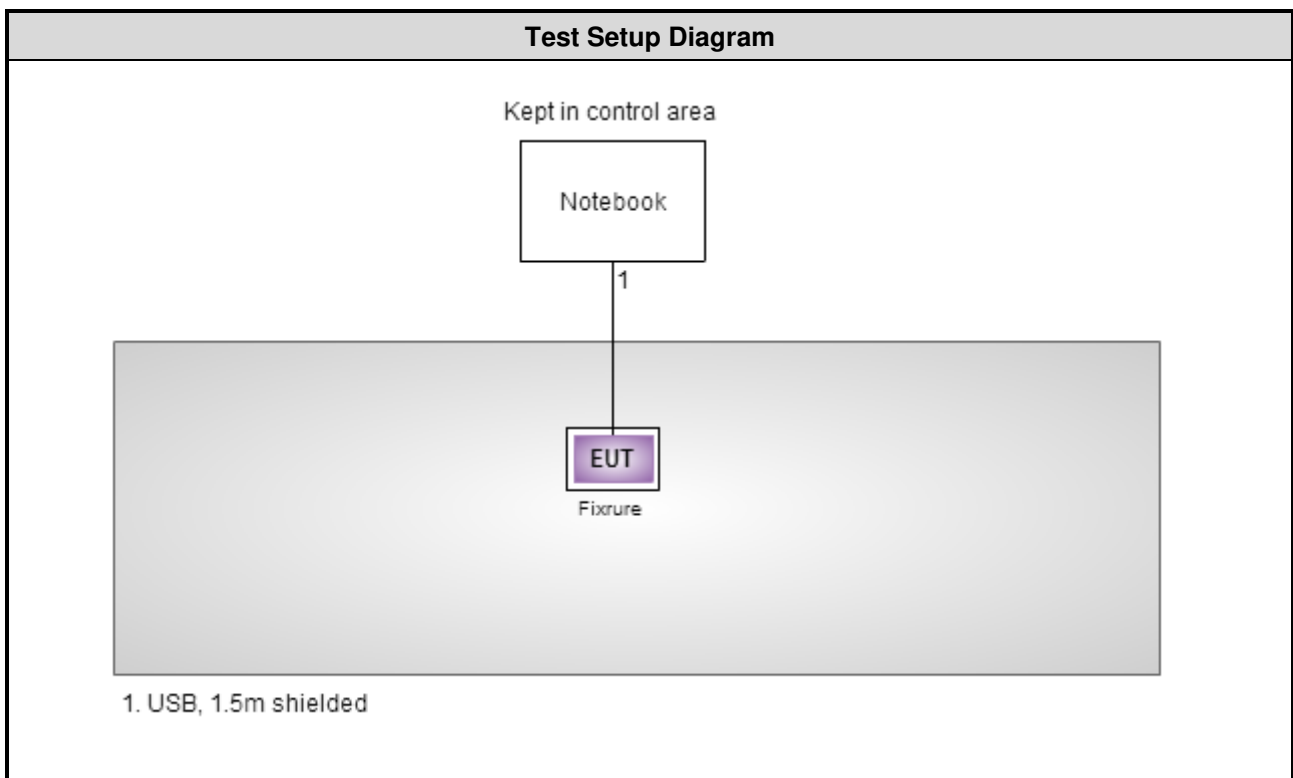 Test Setup Diagram
Kept in control area
Notebook
1
EUT
Fixrure
1. USB, 1.5m shielded